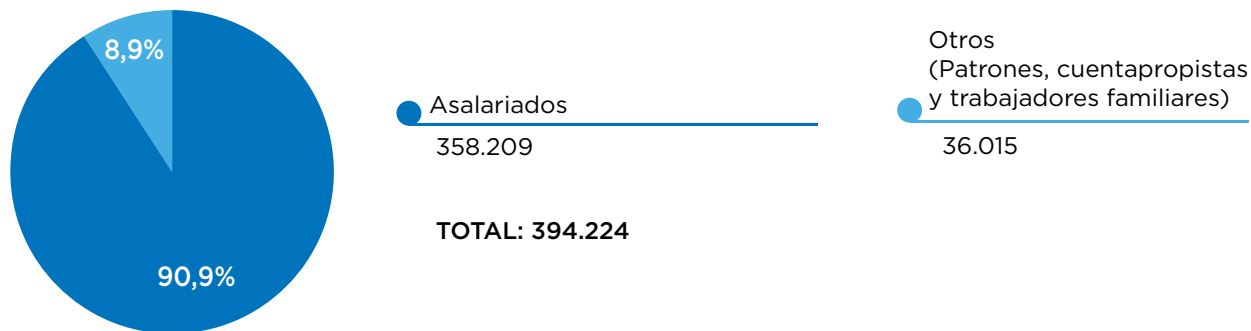 8,9%
90,9%
Asalariados
358.209
TOTAL: 394.224
Otros
(Patrones, cuentapropistas
y trabajadores familiares)
36.015